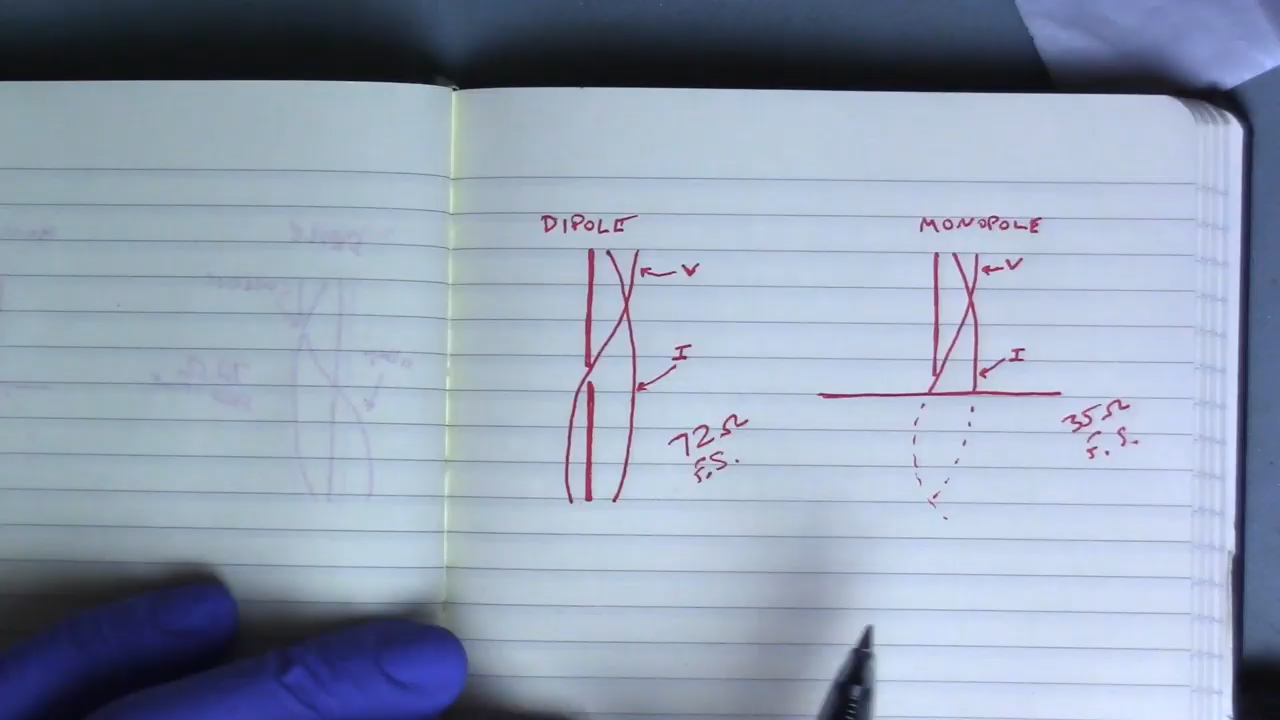 DIPOLE
V
I
72Ω
F.S.
MONOPOLE
V
I
35Ω
F.S.